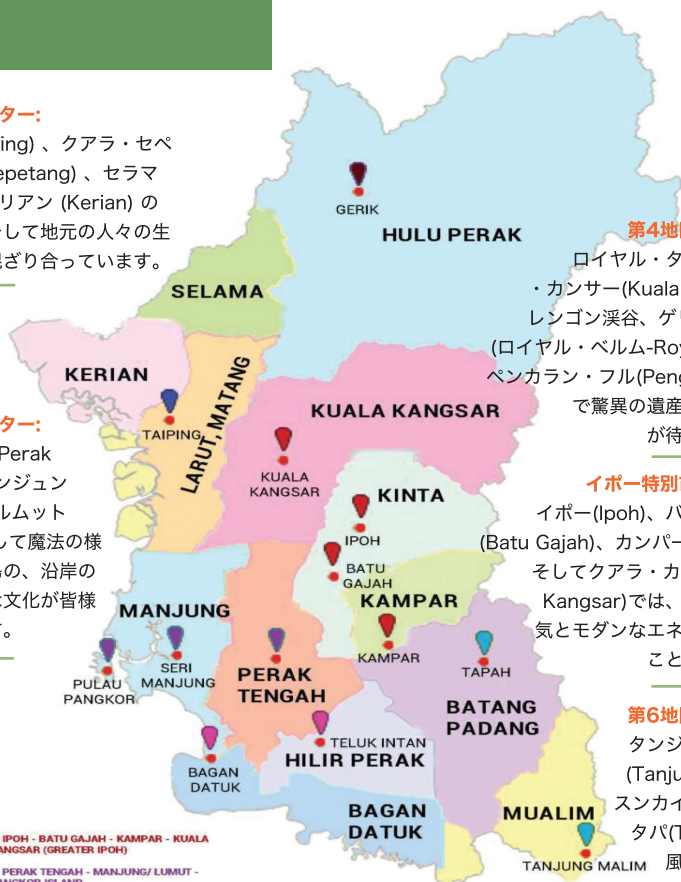 ター:
ing) 、クアラ・セペ
epetang) 、セラマ
リアン (Kerian) の
して地元の人々の生
混ざり合っています。
ター:
Perak
ンジュン
ルムット
して魔法の様
の、沿岸の
文化が皆様
。
GERIK
HULU PERAK
SELAMA
KERIAN
TAIPING
LARUT, MATANG
KUALA KANGSAR
KUALA
KANGSAR
KINTA
IPOH
BATU
GAJAH
KAMPAR
KAMPAR
MANJUNG
SERI
MANJUNG
PULAU
PANGKOR
PERAK
TENGAH
TAPAH
BATANG
PADANG
TELUK INTAN
HILIR PERAK
BAGAN
DATUK
BAGAN
DATUK
MUALIM
TANJUNG MALIM
第4地
ロイヤル・タ
・カンサー(Kuala
レンゴン渓谷、ゲリ
(ロイヤル・ベルム-Roy
ペンカラン・フル(Peng
で驚異の遺産
が待
イポー特別
イポー(Ipoh)、バ
(Batu Gajah)、カンパー
そしてクアラ・カ
Kangsar)では、
気とモダンなエネ
こと
第6地
タンジ
(Tanju
スンカイ
タパ(T
風
IPOH - BATU GAJAH - KAMPAR - KUALA
ANGSAR (GREATER IPOH)
PERAK TENGAH - MANJUNG/ LUMUT -